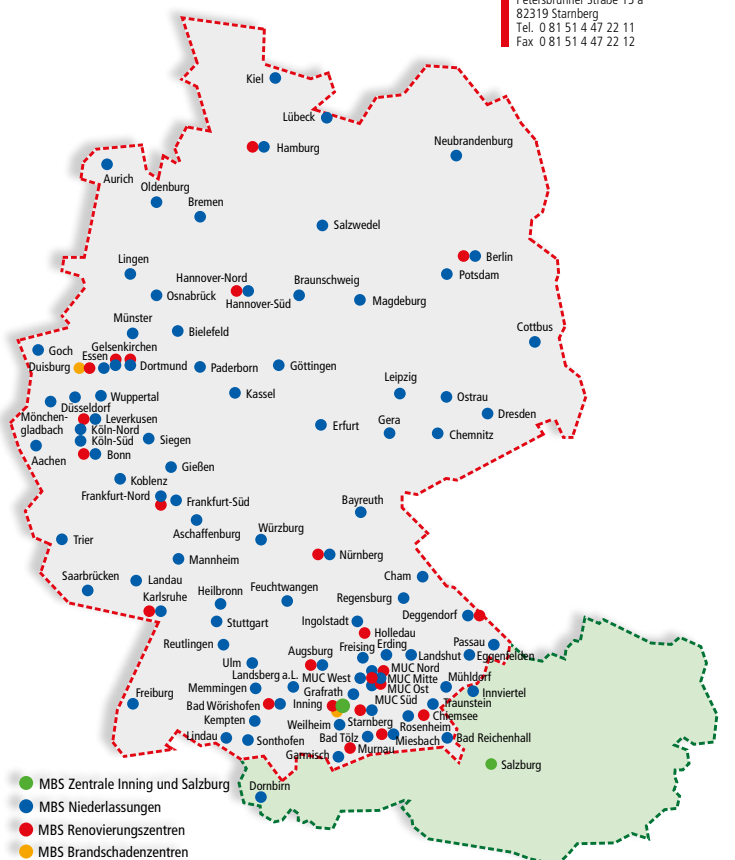 Petersbrunner Straße 15 a
82319 Starnberg
Tel. 0 81 51 4 47 22 11
Fax 0 81 51 4 47 22 12
Kiel
Lübeck
Hamburg
Neubrandenburg
Aurich
Oldenburg
Bremen
Salzwedel
Berlin
Lingen
Potsdam
Hannover-Nord
Braunschweig
Osnabrück
Hannover-Süd
Magdeburg
Münster
Bielefeld
Cottbus
Goch
Gelsenkirchen
Essen
Duisburg
Dortmund
Paderborn
Göttingen
Leipzig
Wuppertal
Kassel
Ostrau
Düsseldorf
Dresden
Mönchen-
gladbach
Leverkusen
Köln-Nord
Köln-Süd
Siegen
Erfurt
Gera
Chemnitz
Aachen
Bonn
Gießen
Koblenz
Frankfurt-Nord
Frankfurt-Süd
Bayreuth
Aschaffenburg
Würzburg
Trier
Nürnberg
Mannheim
Saarbrücken
Landau
Cham
Karlsruhe
Heilbronn
Feuchtwangen
Regensburg
Stuttgart
Ingolstadt
Deggendorf
Holledau
Reutlingen
Augsburg
Freising
Erding
Passau
Landshut
Eggenfelden
Ulm
MUC Nord
Landsberg a.L.
MUC West
MUC Mitte
Mühldorf
Memmingen
Grafrath
MUC Ost
Innviertel
Freiburg
Bad Wörishofen
Inning
MUC Süd
Traunstein
Kempten
Weilheim
Starnberg
Chiemsee
Rosenheim
Lindau
Sonthofen
Bad Tölz
Miesbach
Bad Reichenhall
Garmisch
Murnau
Salzburg
Dornbirn
MBS Zentrale Inning und Salzburg
MBS Niederlassungen
MBS Renovierungszentren
MBS Brandschadenzentren